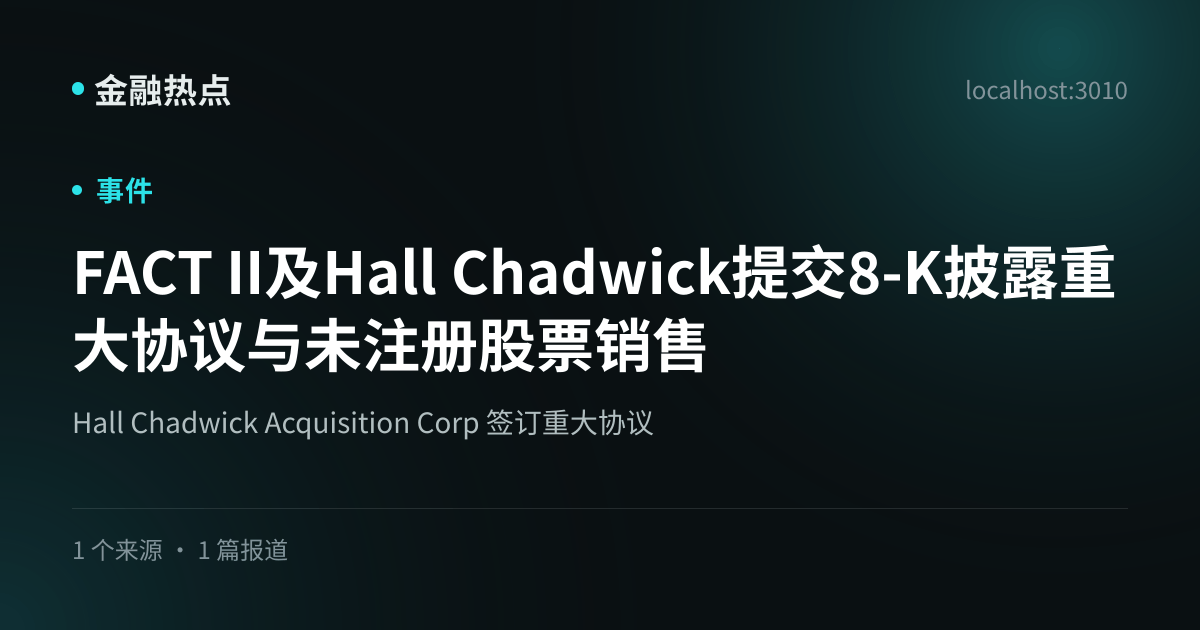 金融热点
localhost:3010
事件
FACT II及Hall Chadwick提交8-K披露重
大协议与未注册股票销售
Hall Chadwick Acquisition Corp 签订重大协议
1 个来源 · 1 篇报道